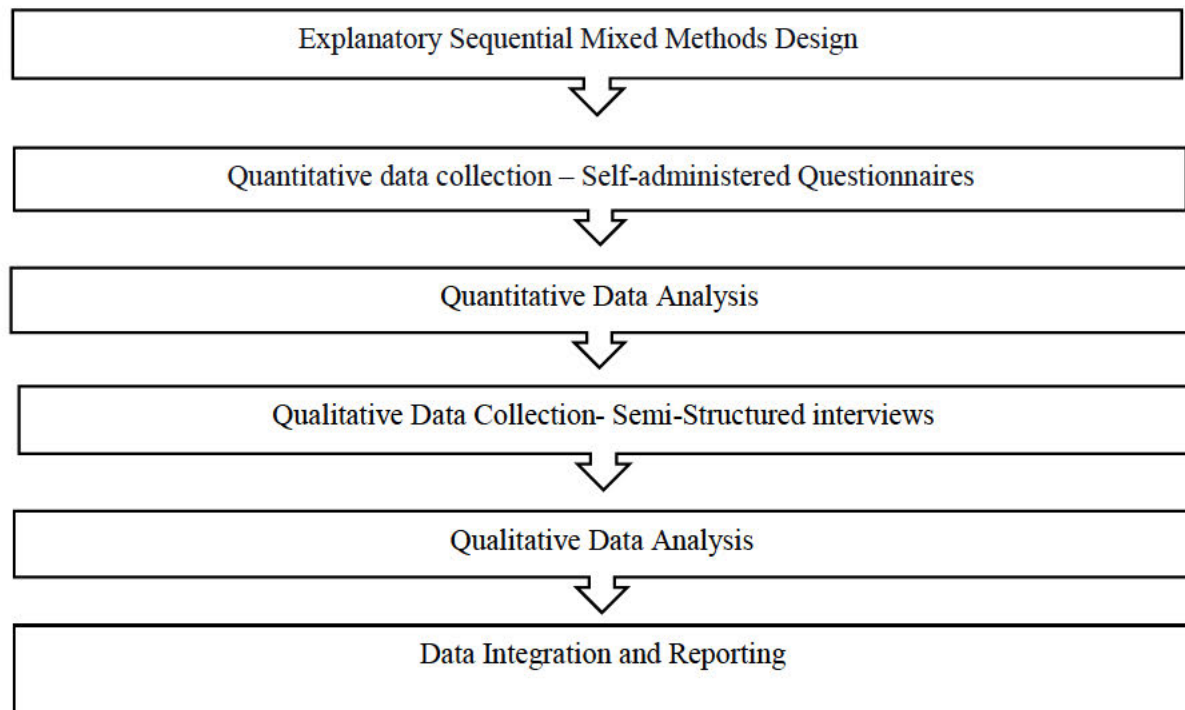 Explanatory Sequential Mixed Methods Design
Quantitative data collection – Self-administered Questionnaires
Quantitative Data Analysis
Qualitative Data Collection- Semi-Structured interviews
Qualitative Data Analysis
Data Integration and Reporting